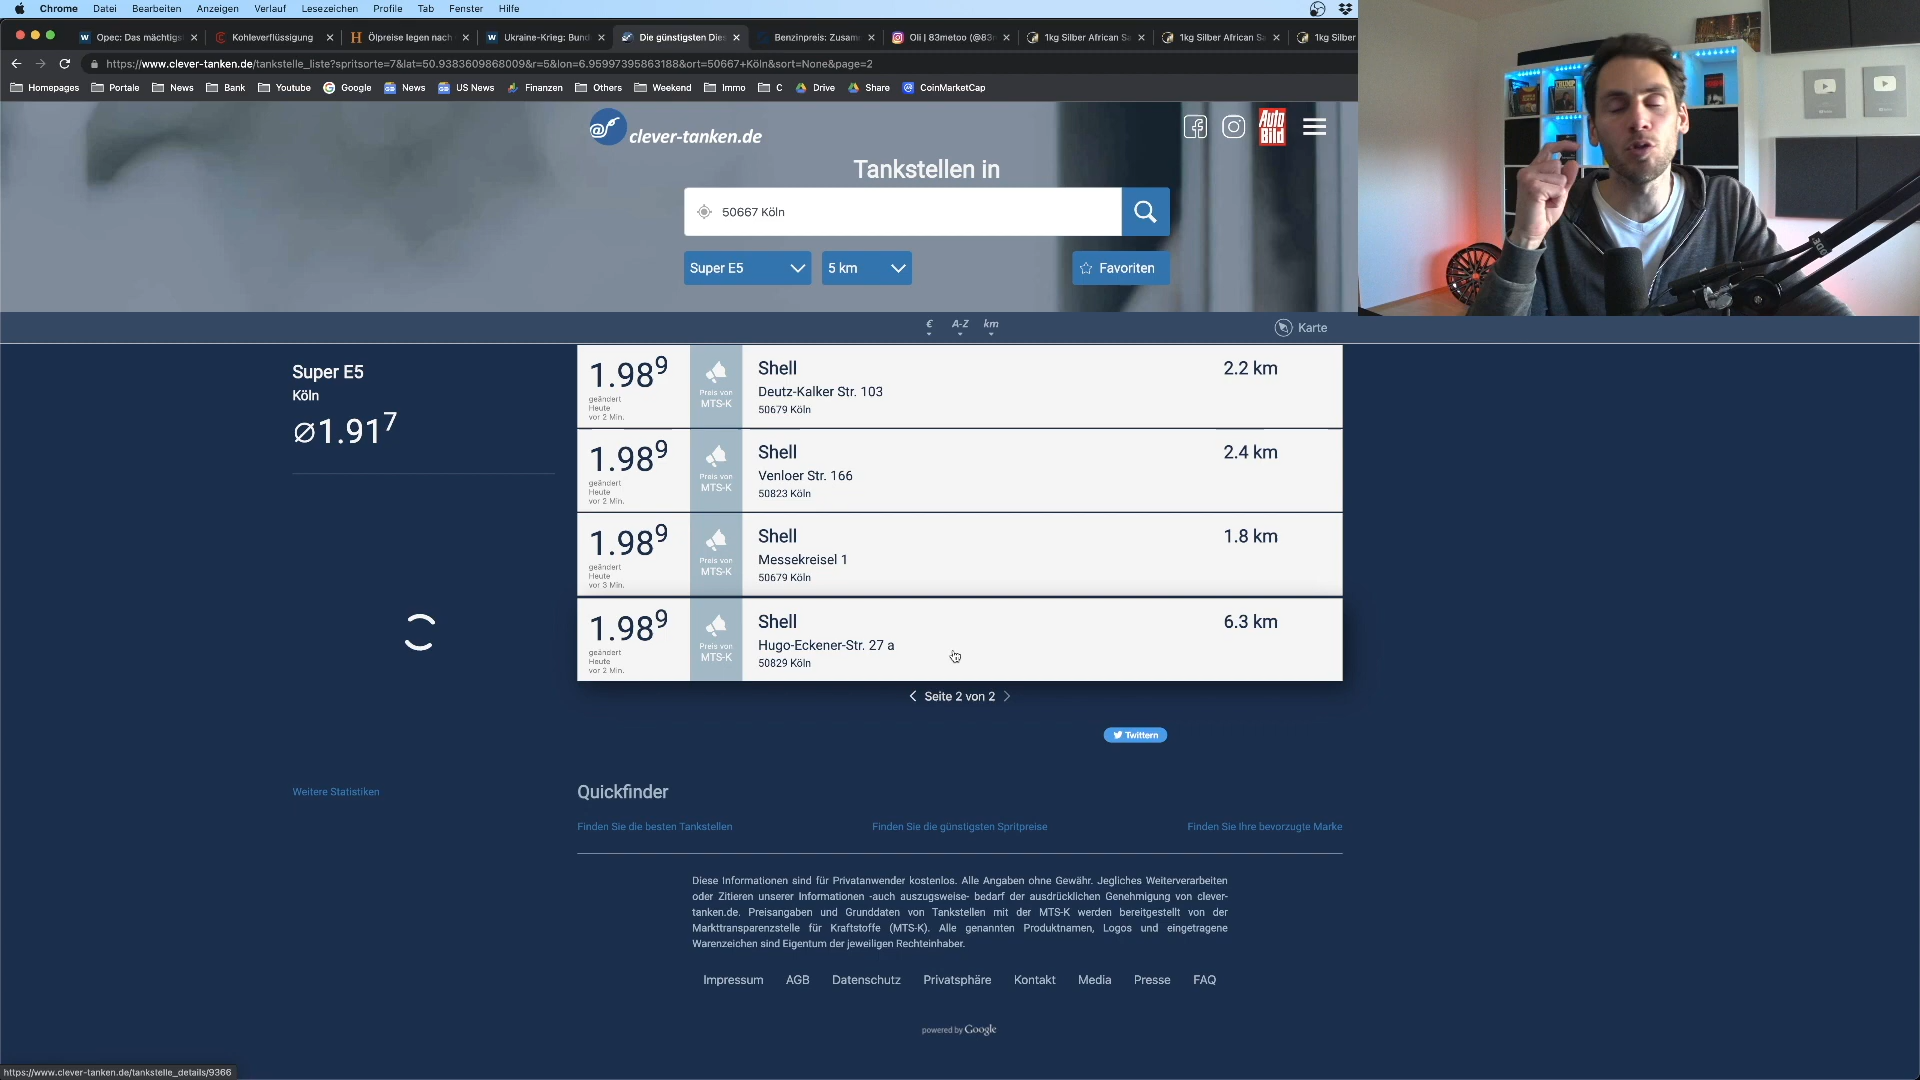 Chrome Datei Bearbeiten Anzeigen Verlauf Lesezeichen Profile Tab Fenster Hilfe
Opec: Das mächtigs Kohleverflüssigung Ölpreise legen nach Ukraine-Krieg: Bund Die günstigsten Dies Benzinpreis: Zusam Oli | 83metoo (@83m 1kg Silber African S 1kg Silber African S 1kg Silber
https://www.clever-tanken.de/tankstelle_liste?spritsorte=7&lat=50.9383609868009&r=5&lon=6.95997395863188&ort=50667+Köln&sort=None&page=2
Homepages Portale News Bank Youtube Google News US News Finanzen Others Weekend Immo C Drive Share CoinMarketCap
clever-tanken.de
Auto
Bild
Tankstellen in
50667 Köln
Super E5 5 km Favoriten
€ A-Z km Karte
Super E5
Köln
⌀1.91⁷
1.98⁹
geändert
Heute
vor 2 Min.
Preis von
MTS-K
Shell
Deutz-Kalker Str. 103
50679 Köln
2.2 km
1.98⁹
geändert
Heute
vor 2 Min.
Preis von
MTS-K
Shell
Venloer Str. 166
50823 Köln
2.4 km
1.98⁹
geändert
Heute
vor 3 Min.
Preis von
MTS-K
Shell
Messekreisel 1
50679 Köln
1.8 km
1.98⁹
geändert
Heute
vor 2 Min.
Preis von
MTS-K
Shell
Hugo-Eckener-Str. 27 a
50829 Köln
6.3 km
Seite 2 von 2
Twittern
Weitere Statistiken
Quickfinder
Finden Sie die besten Tankstellen Finden Sie die günstigsten Spritpreise Finden Sie Ihre bevorzugte Marke
Diese Informationen sind für Privatanwender kostenlos. Alle Angaben ohne Gewähr. Jegliches Weiterverarbeiten
oder Zitieren unserer Informationen -auch auszugsweise- bedarf der ausdrücklichen Genehmigung von clever-
tanken.de. Preisangaben und Grunddaten von Tankstellen mit der MTS-K werden bereitgestellt von der
Markttransparenzstelle für Kraftstoffe (MTS-K). Alle genannten Produktnamen, Logos und eingetragene
Warenzeichen sind Eigentum der jeweiligen Rechteinhaber.
Impressum AGB Datenschutz Privatsphäre Kontakt Media Presse FAQ
powered by Google
https://www.clever-tanken.de/tankstelle_details/9366